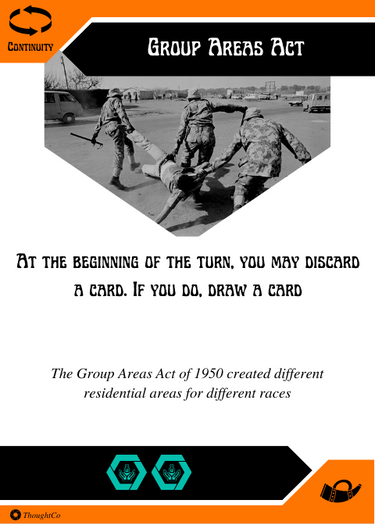 Continuity
Group Areas Act
At the beginning of the turn, you may discard
a card. If you do, draw a card
The Group Areas Act of 1950 created different
residential areas for different races
ThoughtCo